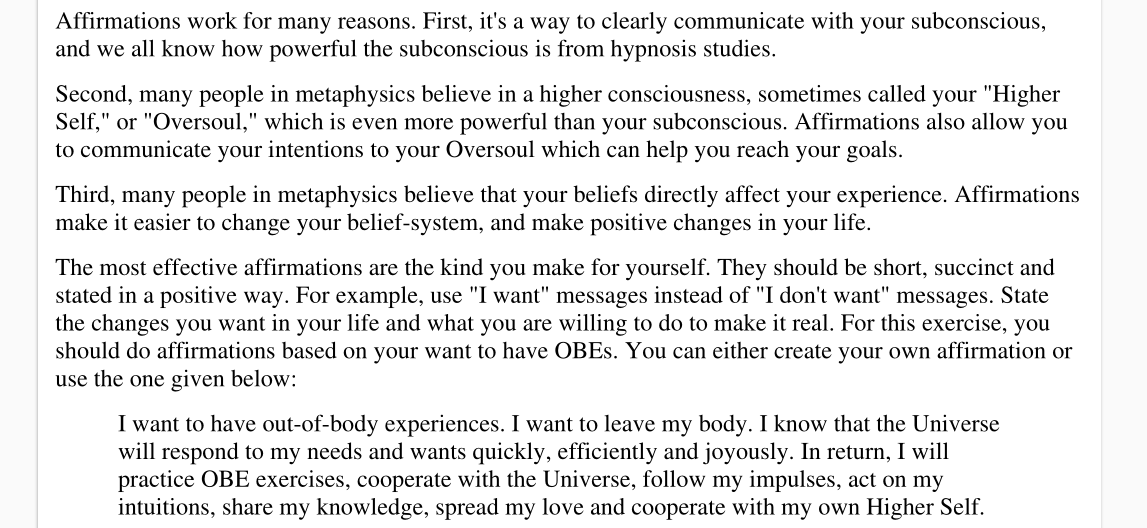 Affirmations work for many reasons. First, it's a way to clearly communicate with your subconscious,
and we all know how powerful the subconscious is from hypnosis studies.
Second, many people in metaphysics believe in a higher consciousness, sometimes called your "Higher
Self," or "Oversoul," which is even more powerful than your subconscious. Affirmations also allow you
to communicate your intentions to your Oversoul which can help you reach your goals.
Third, many people in metaphysics believe that your beliefs directly affect your experience. Affirmations
make it easier to change your belief-system, and make positive changes in your life.
The most effective affirmations are the kind you make for yourself. They should be short, succinct and
stated in a positive way. For example, use "I want" messages instead of "I don't want" messages. State
the changes you want in your life and what you are willing to do to make it real. For this exercise, you
should do affirmations based on your want to have OBEs. You can either create your own affirmation or
use the one given below:
I want to have out-of-body experiences. I want to leave my body. I know that the Universe
will respond to my needs and wants quickly, efficiently and joyously. In return, I will
practice OBE exercises, cooperate with the Universe, follow my impulses, act on my
intuitions, share my knowledge, spread my love and cooperate with my own Higher Self.